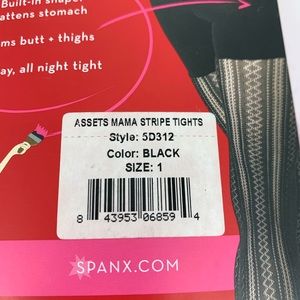 Built-in shaper
attens stomach
ms butt + thighs
ay, all night tight
ASSETS MAMA STRIPE TIGHTS
Style: 5D312
Color: BLACK
SIZE: 1
8 43953 06859 4
SPANX.COM